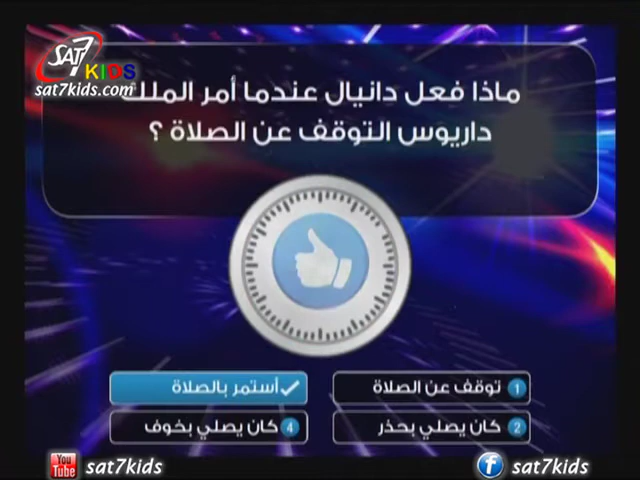 SAT7
KIDS
sat7kids.com
ماذا فعل دانيال عندما أمر الملك
داريوس التوقف عن الصلاة ؟
1 توقف عن الصلاة
أستمر بالصلاة
2 كان يصلي بحذر
4 كان يصلي بخوف
You Tube sat7kids
f sat7kids